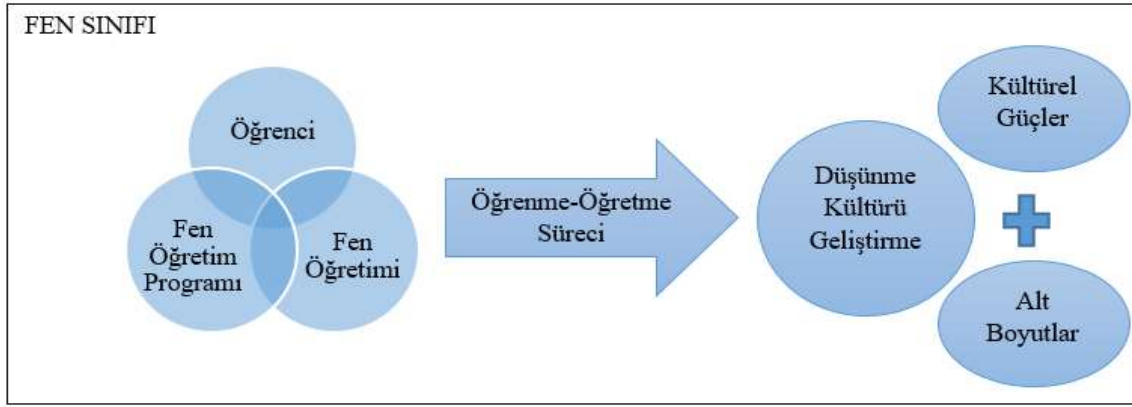 FEN SINIFI
Öğrenci
Fen
Öğretim
Programı
Fen
Öğretimi
Öğrenme-Öğretme
Süreci
Düşünme
Kültürü
Geliştirme
Kültürel
Güçler
Alt
Boyutlar